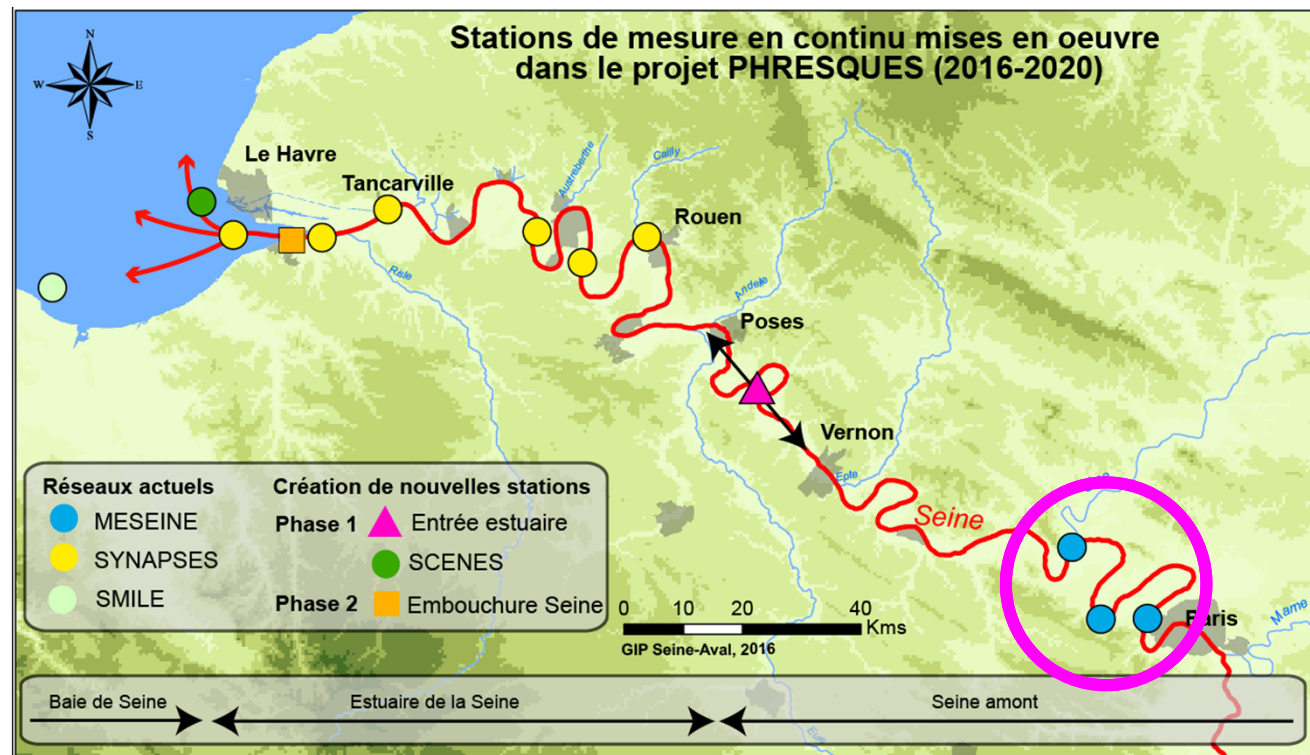 Stations de mesure en continu mises en oeuvre
dans le projet PHRESQUES (2016-2020)
N
W
E
S
Le Havre
Tancarville
Austreberthe
Cailly
Rouen
Risle
Andelle
Poses
Vernon
Epte
Seine
Paris
Marne
Eure
Réseaux actuels
MESEINE
SYNAPSES
SMILE
Création de nouvelles stations
Phase 1
Entrée estuaire
SCENES
Phase 2
Embouchure Seine
0 10 20 40
Kms
GIP Seine-Aval, 2016
Baie de Seine
Estuaire de la Seine
Seine amont